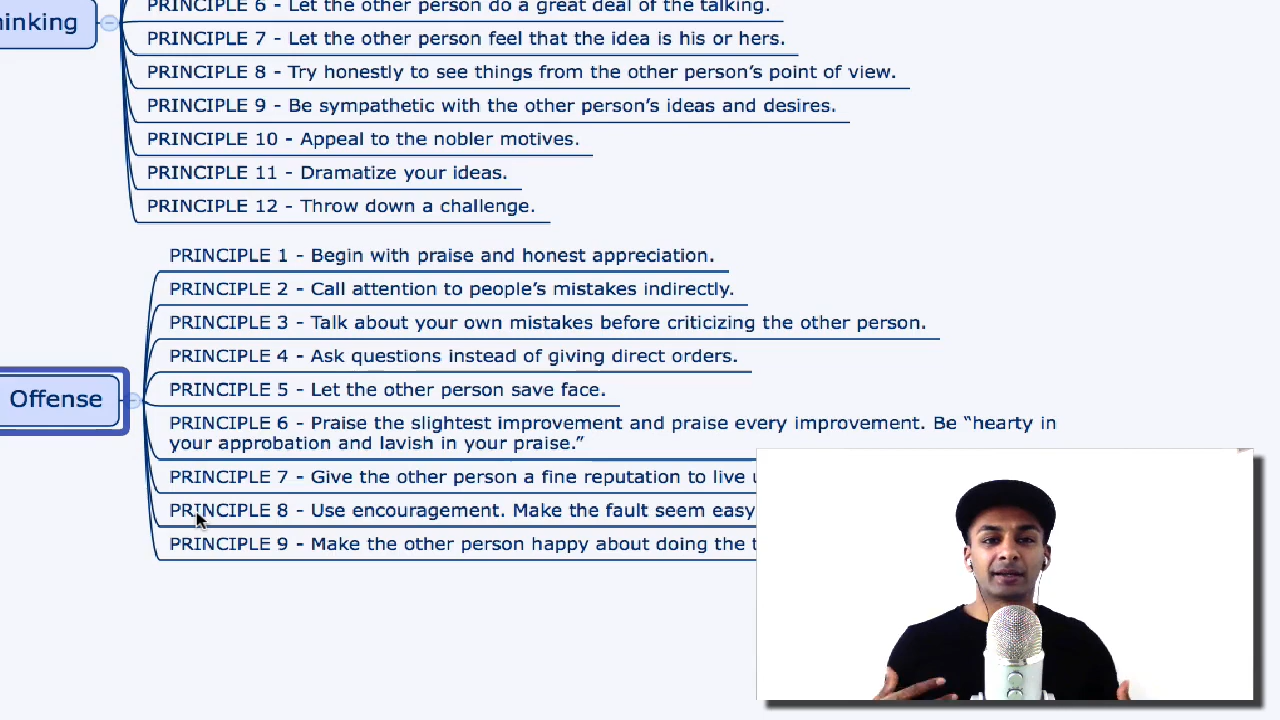 hinking
PRINCIPLE 6 - Let the other person do a great deal of the talking.
PRINCIPLE 7 - Let the other person feel that the idea is his or hers.
PRINCIPLE 8 - Try honestly to see things from the other person’s point of view.
PRINCIPLE 9 - Be sympathetic with the other person’s ideas and desires.
PRINCIPLE 10 - Appeal to the nobler motives.
PRINCIPLE 11 - Dramatize your ideas.
PRINCIPLE 12 - Throw down a challenge.
PRINCIPLE 1 - Begin with praise and honest appreciation.
PRINCIPLE 2 - Call attention to people’s mistakes indirectly.
PRINCIPLE 3 - Talk about your own mistakes before criticizing the other person.
PRINCIPLE 4 - Ask questions instead of giving direct orders.
Offense
PRINCIPLE 5 - Let the other person save face.
PRINCIPLE 6 - Praise the slightest improvement and praise every improvement. Be “hearty in
your approbation and lavish in your praise.”
PRINCIPLE 7 - Give the other person a fine reputation to live
PRINCIPLE 8 - Use encouragement. Make the fault seem easy
PRINCIPLE 9 - Make the other person happy about doing the